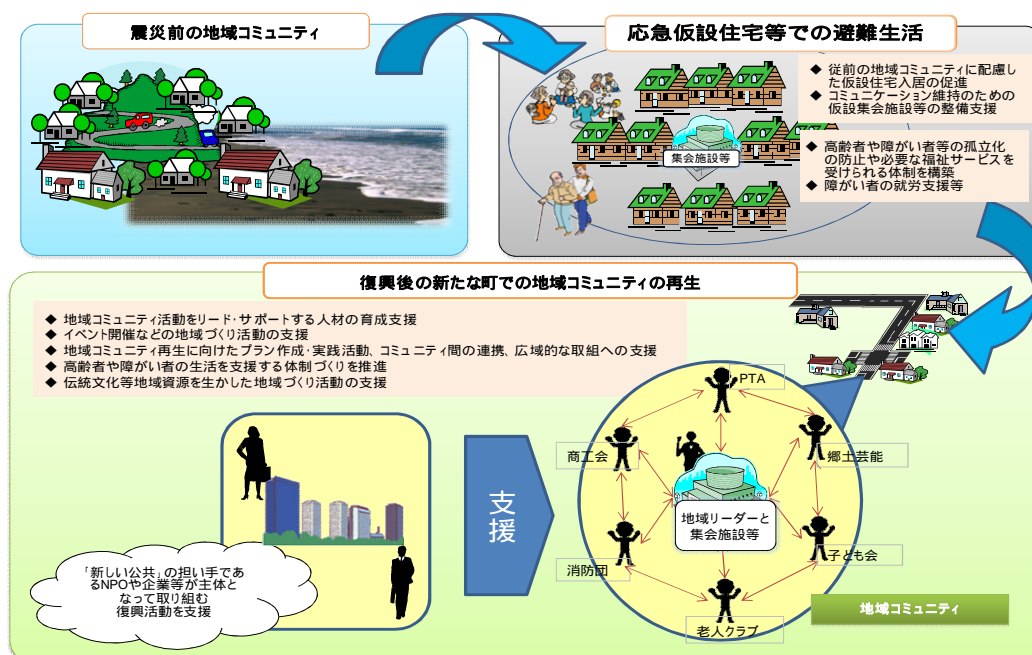 震災前の地域コミュニティ
応急仮設住宅等での避難生活
◆ 従前の地域コミュニティに配慮し
た仮設住宅入居の促進
◆ コミュニケーション維持のための
仮設集会施設等の整備支援
◆ 高齢者や障がい者等の孤立化
の防止や必要な福祉サービスを
受けられる体制を構築
◆ 障がい者の就労支援等
集会施設等
復興後の新たな町での地域コミュニティの再生
◆ 地域コミュニティ活動をリード・サポートする人材の育成支援
◆ イベント開催などの地域づくり活動の支援
◆ 地域コミュニティ再生に向けたプラン作成・実践活動、コミュニティ間の連携、広域的な取組への支援
◆ 高齢者や障がい者の生活を支援する体制づくりを推進
◆ 伝統文化等地域資源を生かした地域づくり活動の支援
「新しい公共」の担い手であ
るNPOや企業等が主体と
なって取り組む
復興活動を支援
支援
PTA
商工会
郷土芸能
地域リーダーと
集会施設等
消防団
子ども会
老人クラブ
地域コミュニティ